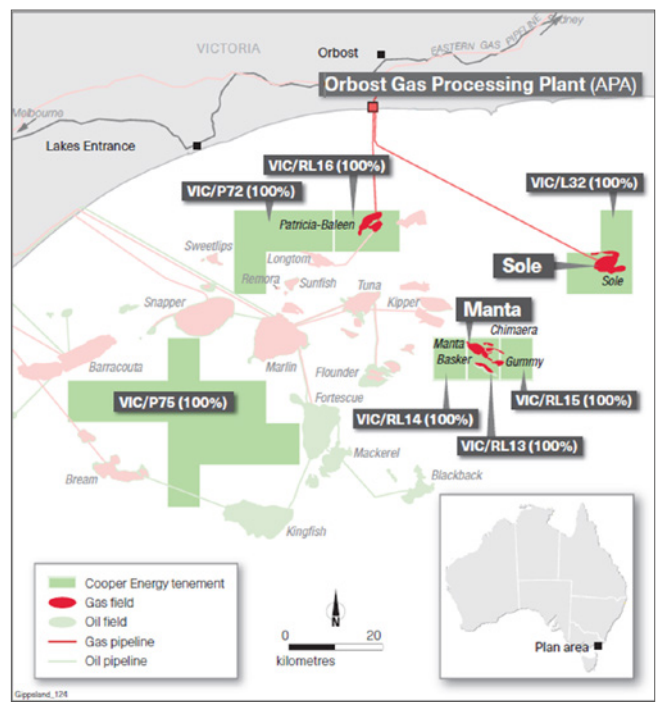 VICTORIA
Orbost
EASTERN GAS PIPELINE
Sydney
Orbost Gas Processing Plant (APA)
Melbourne
Lakes Entrance
VIC/RL16 (100%)
VIC/P72 (100%)
VIC/L32 (100%)
Patricia-Baleen
Sweetlips
Longtom
Sole
Sole
Remora
Sunfish
Tuna
Snapper
Kipper
Manta
Chimaera
Manta
Basker
Gummy
Barracouta
Marlin
Flounder
Fortescue
VIC/P75 (100%)
VIC/RL15 (100%)
VIC/RL14 (100%)
VIC/RL13 (100%)
Mackerel
Bream
Blackback
Kingfish
Cooper Energy tenement
Gas field
Oil field
Gas pipeline
Oil pipeline
N
0 20
kilometres
Plan area
Gippsland_124